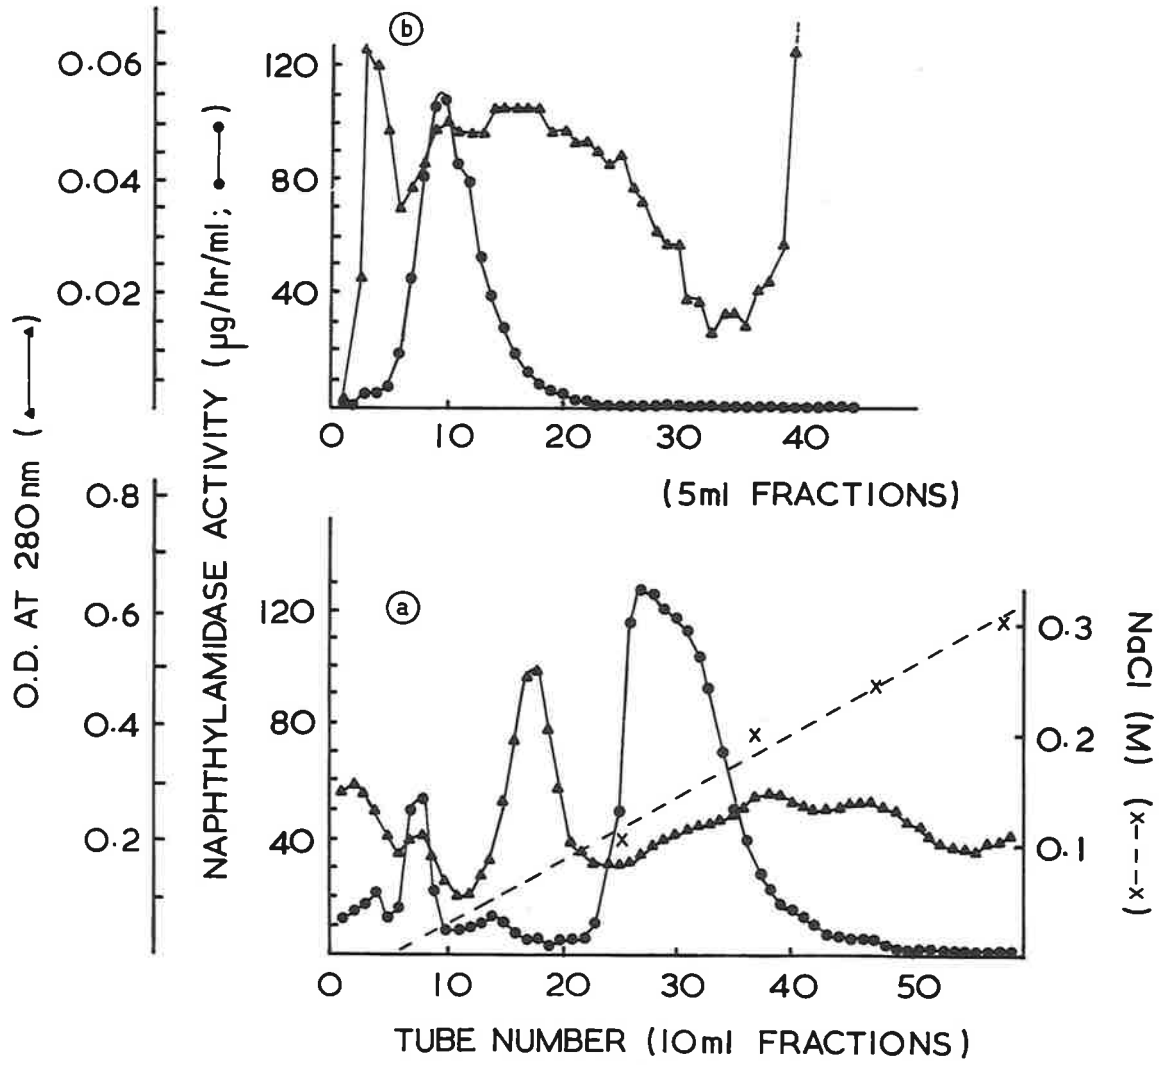 b
0.06
0.04
0.02
120
80
40
0 10 20 30 40
(5ml FRACTIONS)
O.D. AT 280nm (▲—▲)
NAPHTHYLAMIDASE ACTIVITY (µg/hr/ml; ●—●)
a
0.8
0.6
0.4
0.2
120
80
40
0.3
0.2
0.1
NaCl (M) (x---x)
0 10 20 30 40 50
TUBE NUMBER (10ml FRACTIONS)